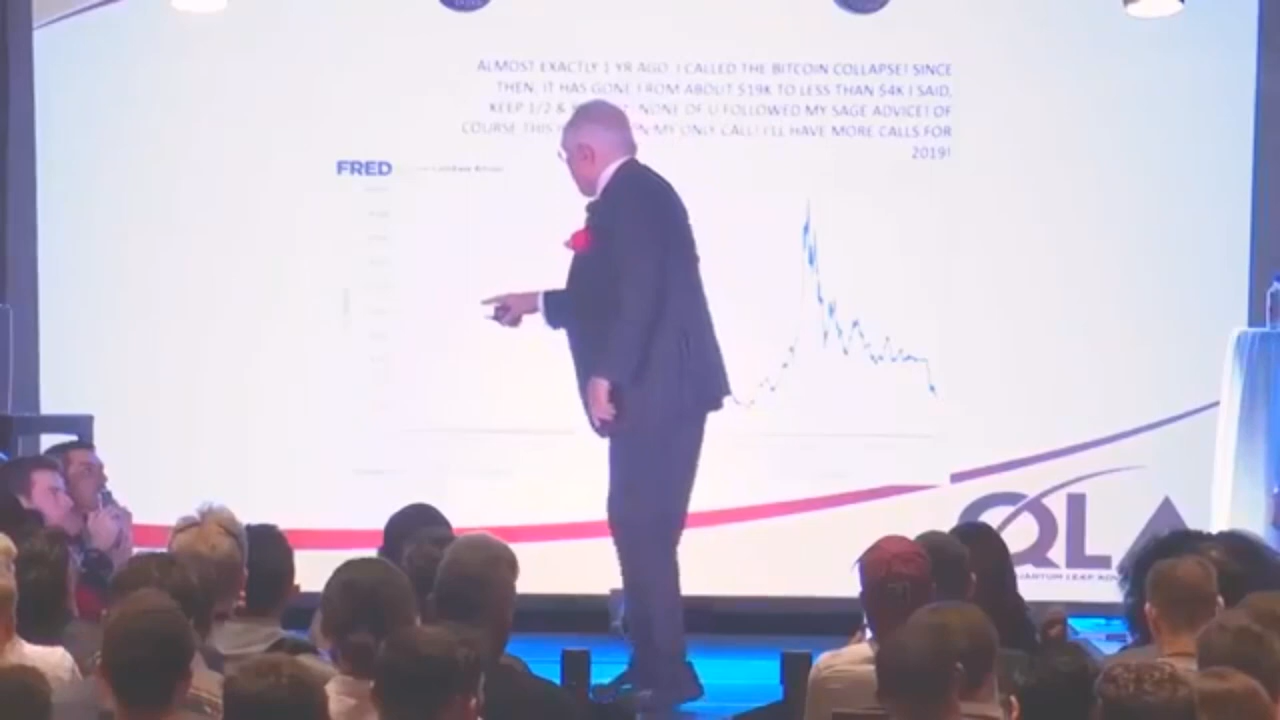 ALMOST EXACTLY 1 YR AGO, I CALLED THE BITCOIN COLLAPSE! SINCE
THEN, IT HAS GONE FROM ABOUT $19K TO LESS THAN $4K I SAID,
KEEP 1/2 & NONE OF U FOLLOWED MY SAGE ADVICE! OF
COURSE THIS MY ONLY CALL! I'LL HAVE MORE CALLS FOR
2019!
FRED
QLA
QUANTUM LEAP